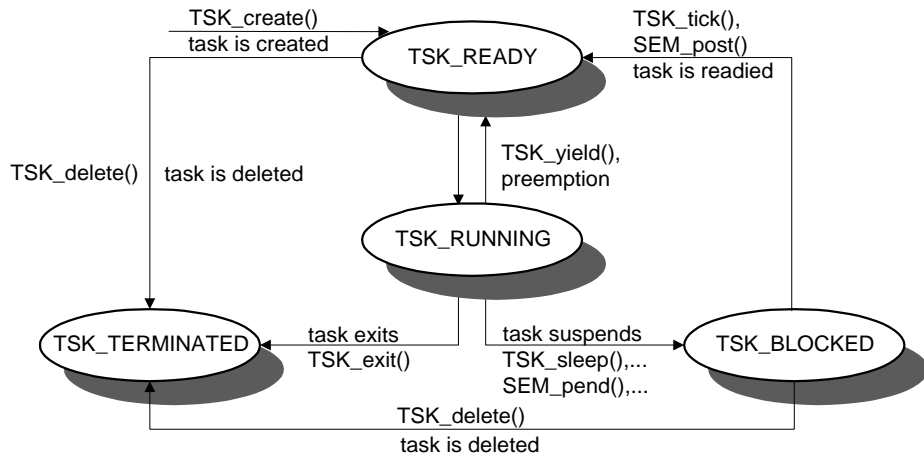 TSK_create()
task is created
TSK_READY
TSK_tick(),
SEM_post()
task is readied
TSK_delete()
task is deleted
TSK_yield(),
preemption
TSK_RUNNING
TSK_TERMINATED
task exits
TSK_exit()
task suspends
TSK_sleep(),...
SEM_pend(),...
TSK_BLOCKED
TSK_delete()
task is deleted